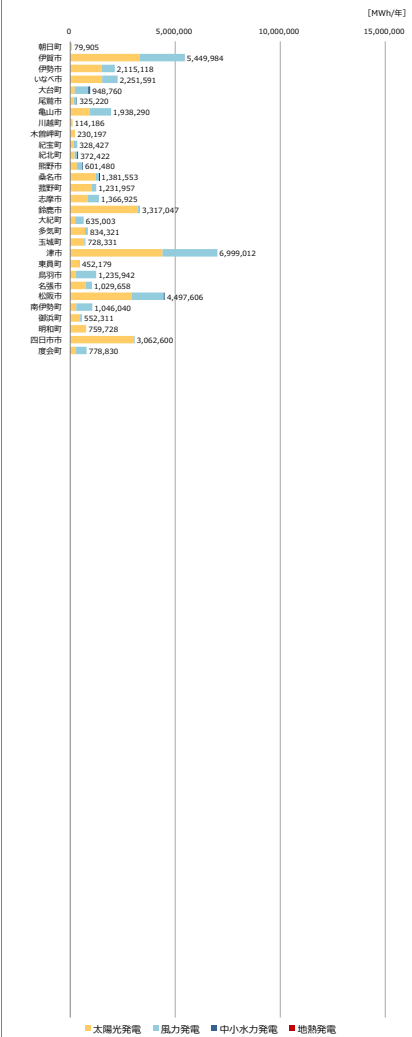 [MWh/年]
0 5,000,000 10,000,000 15,000,000
朝日町 79,905
伊賀市 5,449,984
伊勢市 2,115,118
いなべ市 2,251,591
大台町 948,760
尾鷲市 325,220
亀山市 1,938,290
川越町 114,186
木曽岬町 230,197
紀宝町 328,427
紀北町 372,422
熊野市 601,480
桑名市 1,381,553
菰野町 1,231,957
志摩市 1,366,925
鈴鹿市 3,317,047
大紀町 635,003
多気町 834,321
玉城町 728,331
津市 6,999,012
東員町 452,179
鳥羽市 1,235,942
名張市 1,029,658
松阪市 4,497,606
南伊勢町 1,046,040
御浜町 552,311
明和町 759,728
四日市市 3,062,600
度会町 778,830
太陽光発電 風力発電 中小水力発電 地熱発電